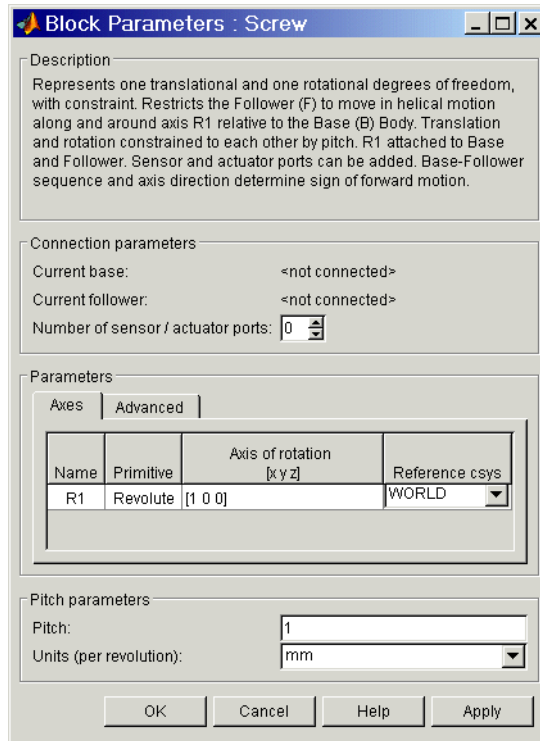 Block Parameters : Screw
Description
Represents one translational and one rotational degrees of freedom,
with constraint. Restricts the Follower (F) to move in helical motion
along and around axis R1 relative to the Base (B) Body. Translation
and rotation constrained to each other by pitch. R1 attached to Base
and Follower. Sensor and actuator ports can be added. Base-Follower
sequence and axis direction determine sign of forward motion.
Connection parameters
Current base: <not connected>
Current follower: <not connected>
Number of sensor / actuator ports: 0
Parameters
Axes Advanced
Name Primitive Axis of rotation [x y z] Reference csys
R1 Revolute [1 0 0] WORLD
Pitch parameters
Pitch: 1
Units (per revolution): mm
OK Cancel Help Apply